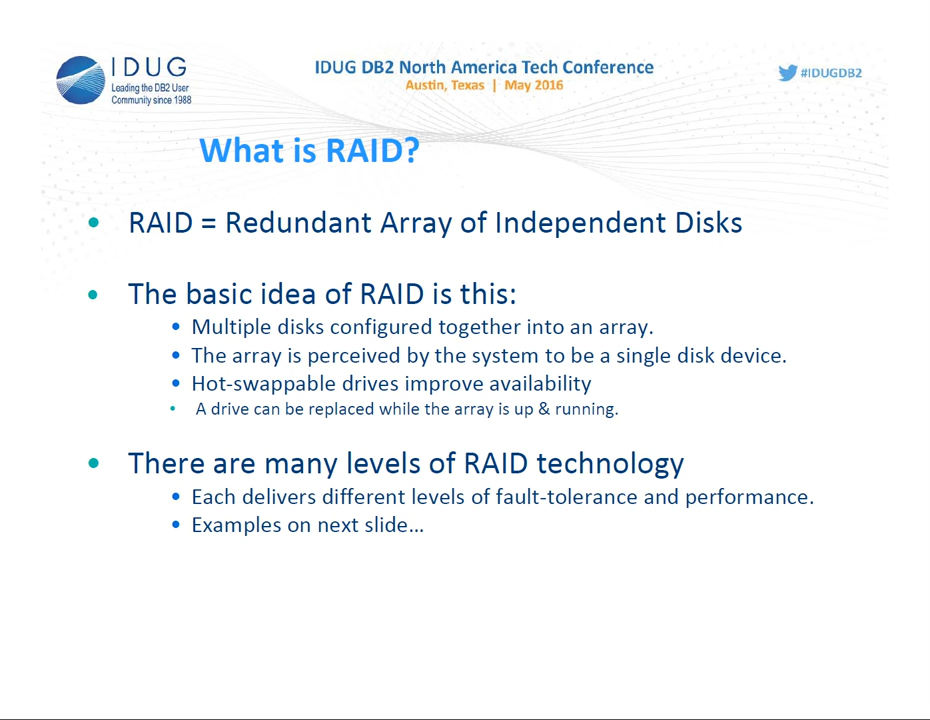 IDUG
Leading the DB2 User
Community since 1988
IDUG DB2 North America Tech Conference
Austin, Texas | May 2016
#IDUGDB2
What is RAID?
• RAID = Redundant Array of Independent Disks
• The basic idea of RAID is this:
• Multiple disks configured together into an array.
• The array is perceived by the system to be a single disk device.
• Hot-swappable drives improve availability
• A drive can be replaced while the array is up & running.
• There are many levels of RAID technology
• Each delivers different levels of fault-tolerance and performance.
• Examples on next slide…